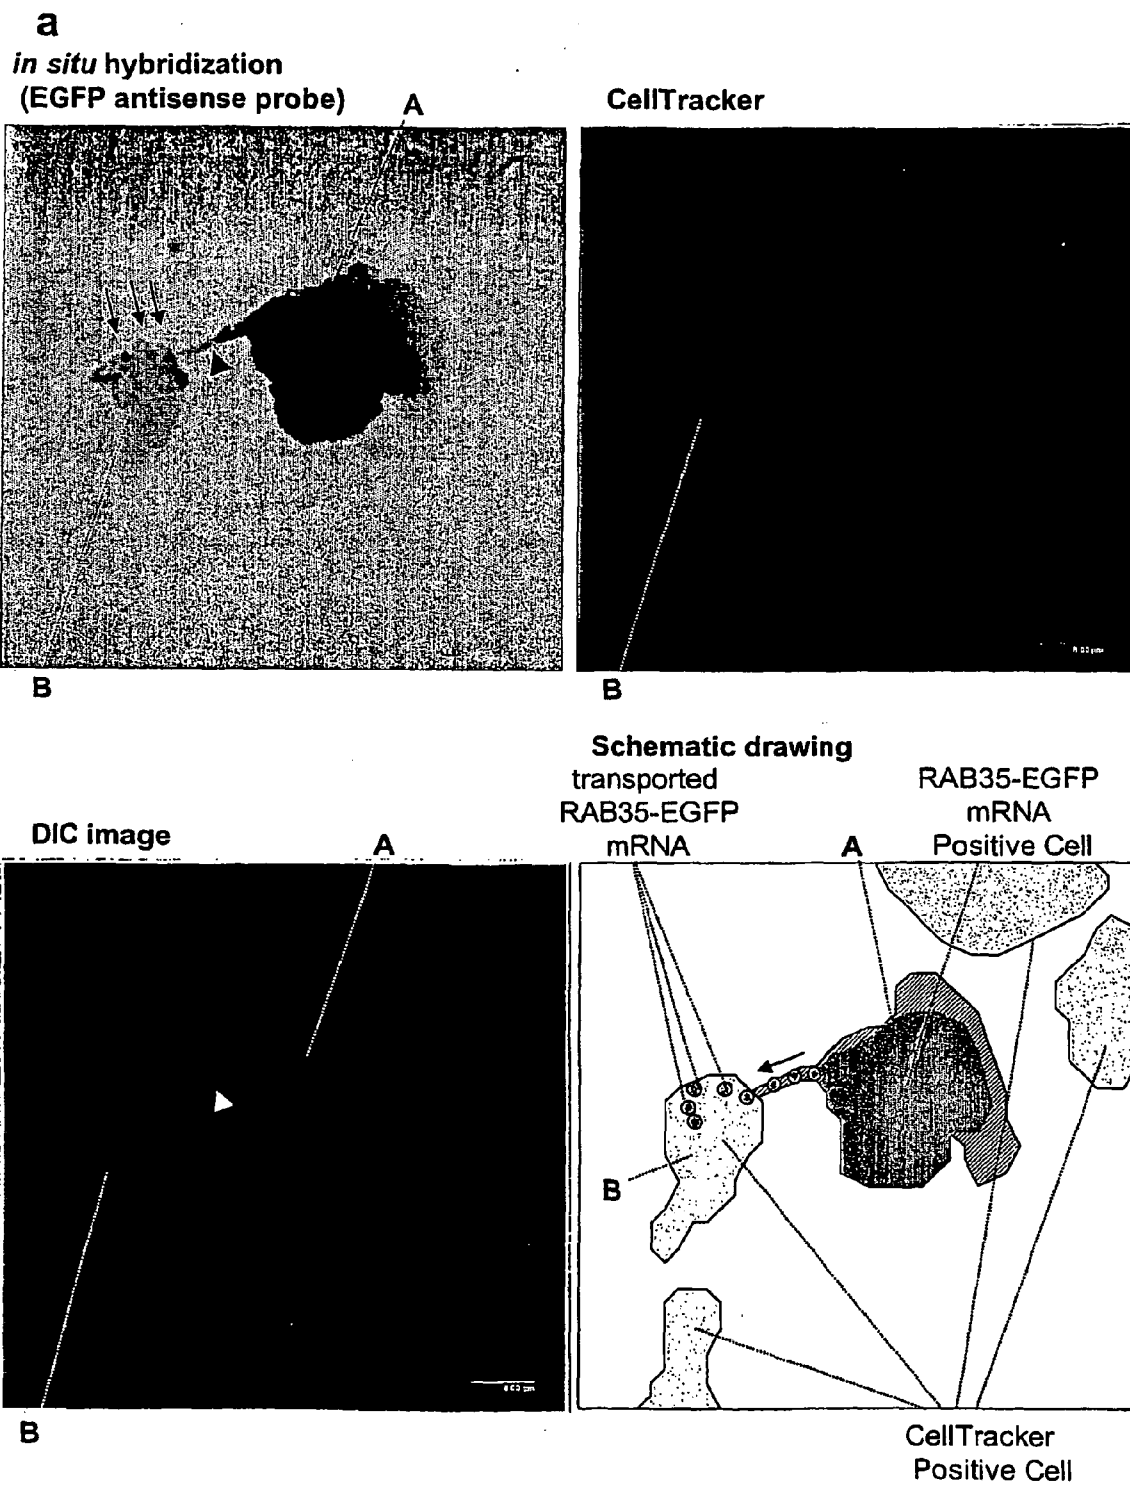 a
in situ hybridization
(EGFP antisense probe)
A
CellTracker
B
B
Schematic drawing
transported
RAB35-EGFP
mRNA
RAB35-EGFP
mRNA
Positive Cell
DIC image
A
A
B
B
CellTracker
Positive Cell